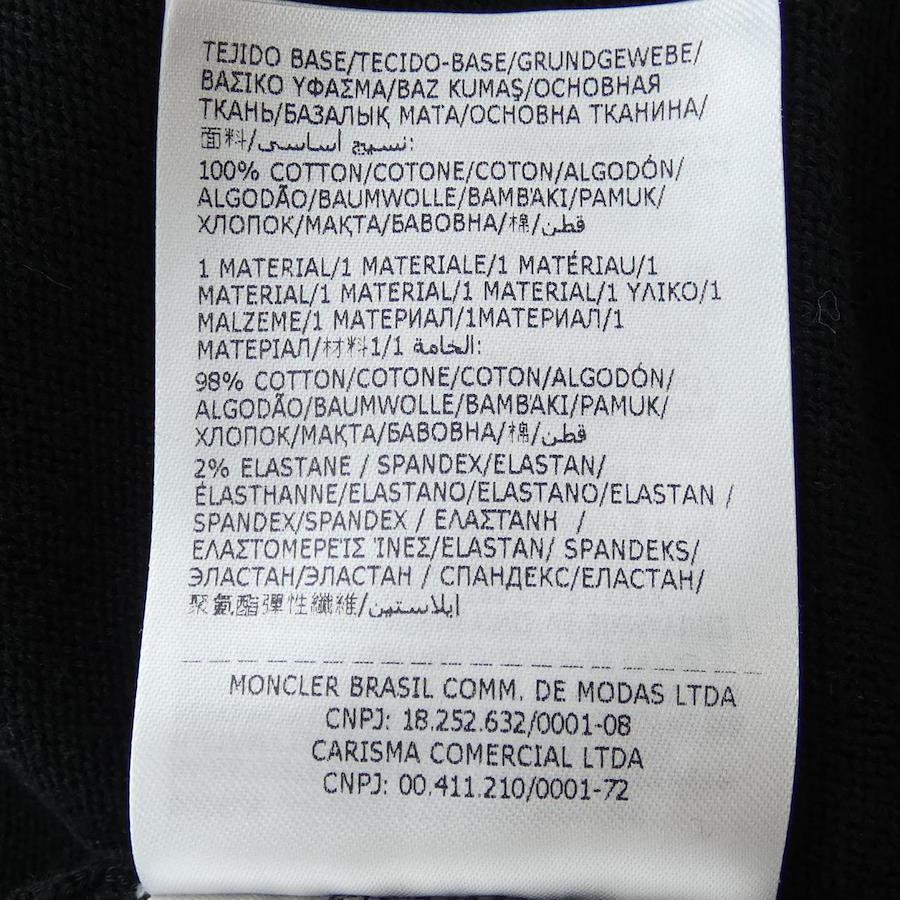 TEJIDO BASE/TECIDO-BASE/GRUNDGEWEBE/
ΒΑΣΙΚΟ ΥΦΑΣΜΑ/BAZ KUMAŞ/ОСНОВНАЯ
ТКАНЬ/БАЗАЛЫҚ МАТА/ОСНОВНА ТКАНИНА/
面料/نسيج أساسي:
100% COTTON/COTONE/COTON/ALGODÓN/
ALGODÃO/BAUMWOLLE/ΒΑΜΒΆΚΙ/PAMUK/
ХЛОПОК/МАҚТА/БАВОВНА/棉/قطن
1 MATERIAL/1 MATERIALE/1 MATÉRIAU/1
MATERIAL/1 MATERIAL/1 MATERIAL/1 ΥΛΙΚΟ/1
MALZEME/1 МАТЕРИАЛ/1МАТЕРИАЛ/1
МАТЕРІАЛ/材料1/1 الخامة:
98% COTTON/COTONE/COTON/ALGODÓN/
ALGODÃO/BAUMWOLLE/ΒΑΜΒΆΚΙ/PAMUK/
ХЛОПОК/МАҚТА/БАВОВНА/棉/قطن
2% ELASTANE / SPANDEX/ELASTAN/
ÉLASTHANNE/ELASTANO/ELASTANO/ELASTAN /
SPANDEX/SPANDEX / ΕΛΑΣΤΑΝΗ /
ΕΛΑΣΤΟΜΕΡΕΊΣ ΊΝΕΣ/ELASTAN/ SPANDEKS/
ЭЛАСТАН/ЭЛАСТАН / СПАНДЕКС/ЕЛАСТАН/
聚氨酯彈性纖維/ايلاستين
MONCLER BRASIL COMM. DE MODAS LTDA
CNPJ: 18.252.632/0001-08
CARISMA COMERCIAL LTDA
CNPJ: 00.411.210/0001-72